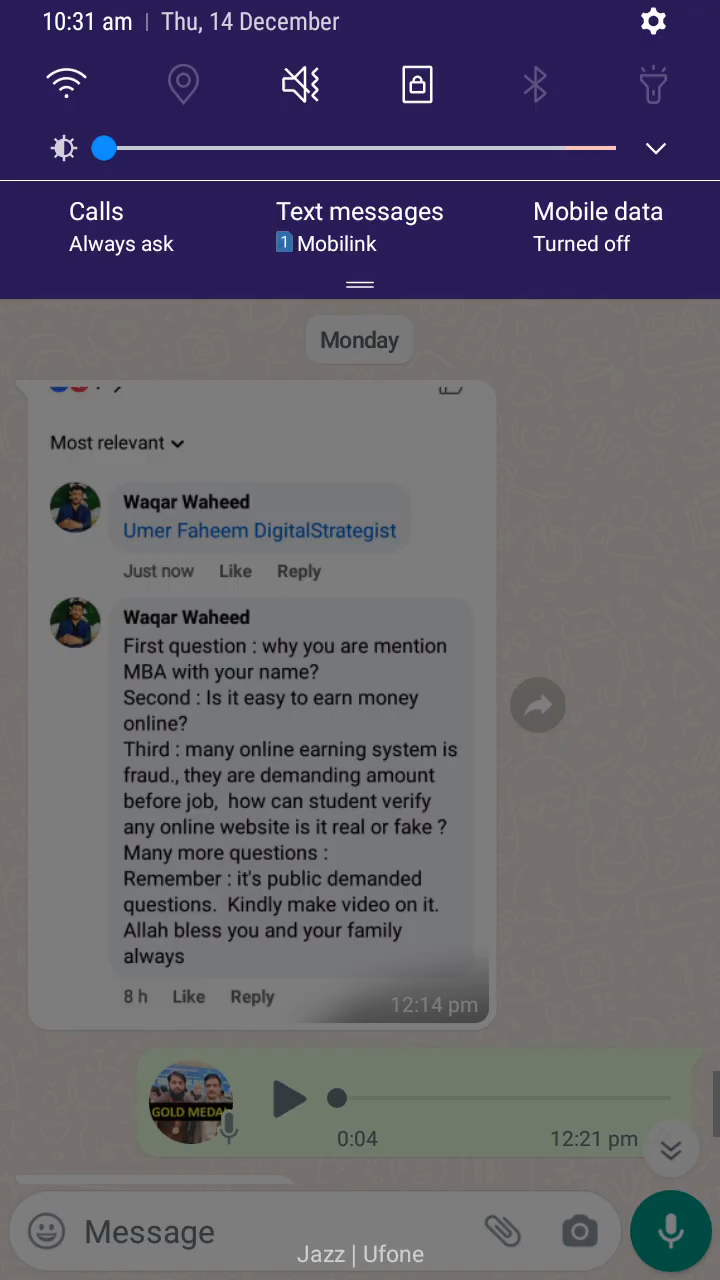 10:31 am | Thu, 14 December
Calls
Always ask
Text messages
1 Mobilink
Mobile data
Turned off
Monday
Most relevant
Waqar Waheed
Umer Faheem DigitalStrategist
Just now Like Reply
Waqar Waheed
First question : why you are mention
MBA with your name?
Second : Is it easy to earn money
online?
Third : many online earning system is
fraud., they are demanding amount
before job, how can student verify
any online website is it real or fake ?
Many more questions :
Remember : it's public demanded
questions. Kindly make video on it.
Allah bless you and your family
always
8 h Like Reply
12:14 pm
GOLD MEDA
0:04 12:21 pm
Message
Jazz | Ufone